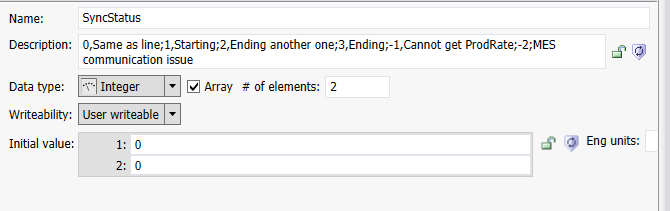 Name: SyncStatus
Description: 0,Same as line;1,Starting;2,Ending another one;3,Ending;-1,Cannot get ProdRate;-2;MES
communication issue
Data type: Integer Array # of elements: 2
Writeability: User writeable
Initial value: 1: 0 Eng units:
2: 0